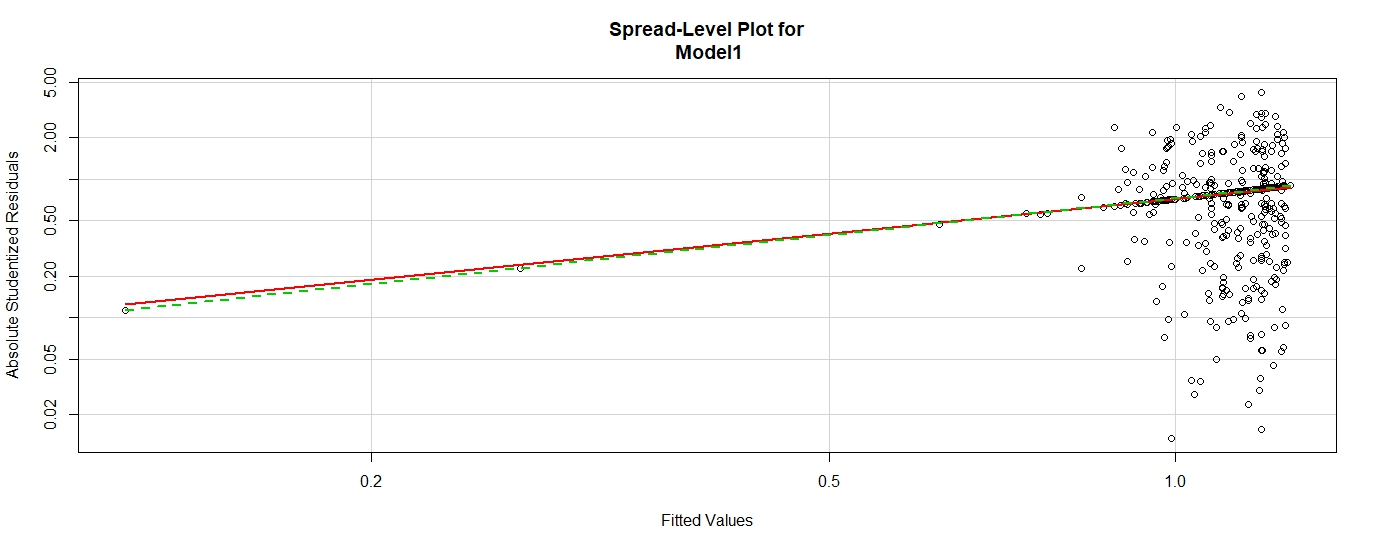 Spread-Level Plot for
Model1
Absolute Studentized Residuals
5.00
2.00
0.50
0.20
0.05
0.02
0.2
0.5
1.0
Fitted Values